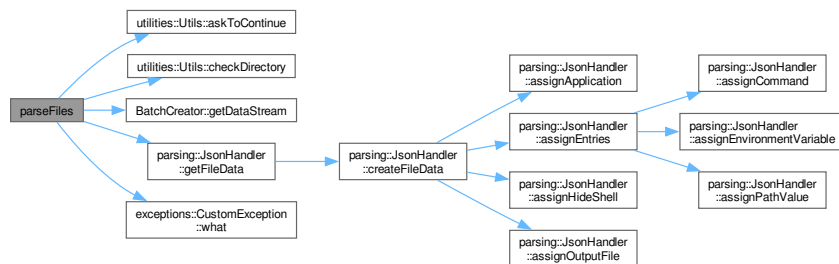 parseFiles
utilities::Utils::askToContinue
utilities::Utils::checkDirectory
BatchCreator::getDataStream
parsing::JsonHandler
::getFileData
exceptions::CustomException
::what
parsing::JsonHandler
::createFileData
parsing::JsonHandler
::assignApplication
parsing::JsonHandler
::assignEntries
parsing::JsonHandler
::assignHideShell
parsing::JsonHandler
::assignOutputFile
parsing::JsonHandler
::assignCommand
parsing::JsonHandler
::assignEnvironmentVariable
parsing::JsonHandler
::assignPathValue